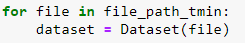 for file in file_path_tmin:
    dataset = Dataset(file)